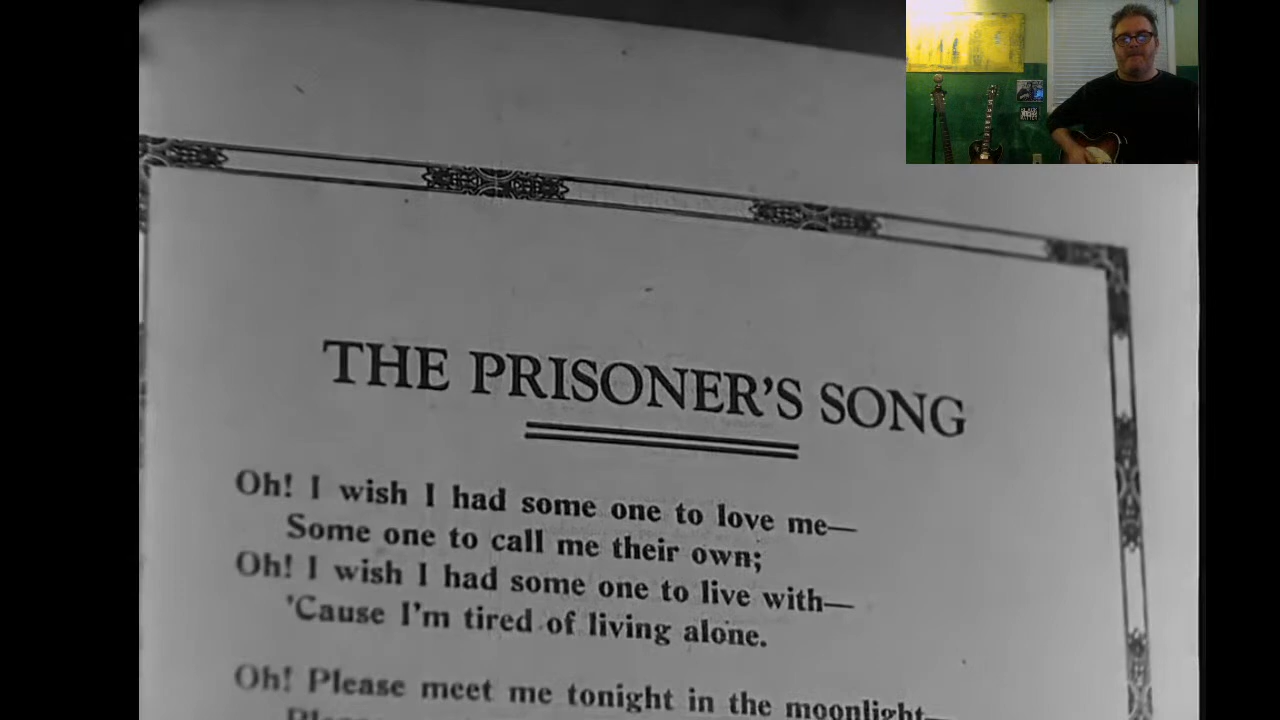 THE PRISONER'S SONG
Oh! I wish I had some one to love me—
Some one to call me their own;
Oh! I wish I had some one to live with—
'Cause I'm tired of living alone.
Oh! Please meet me tonight in the moonlight—